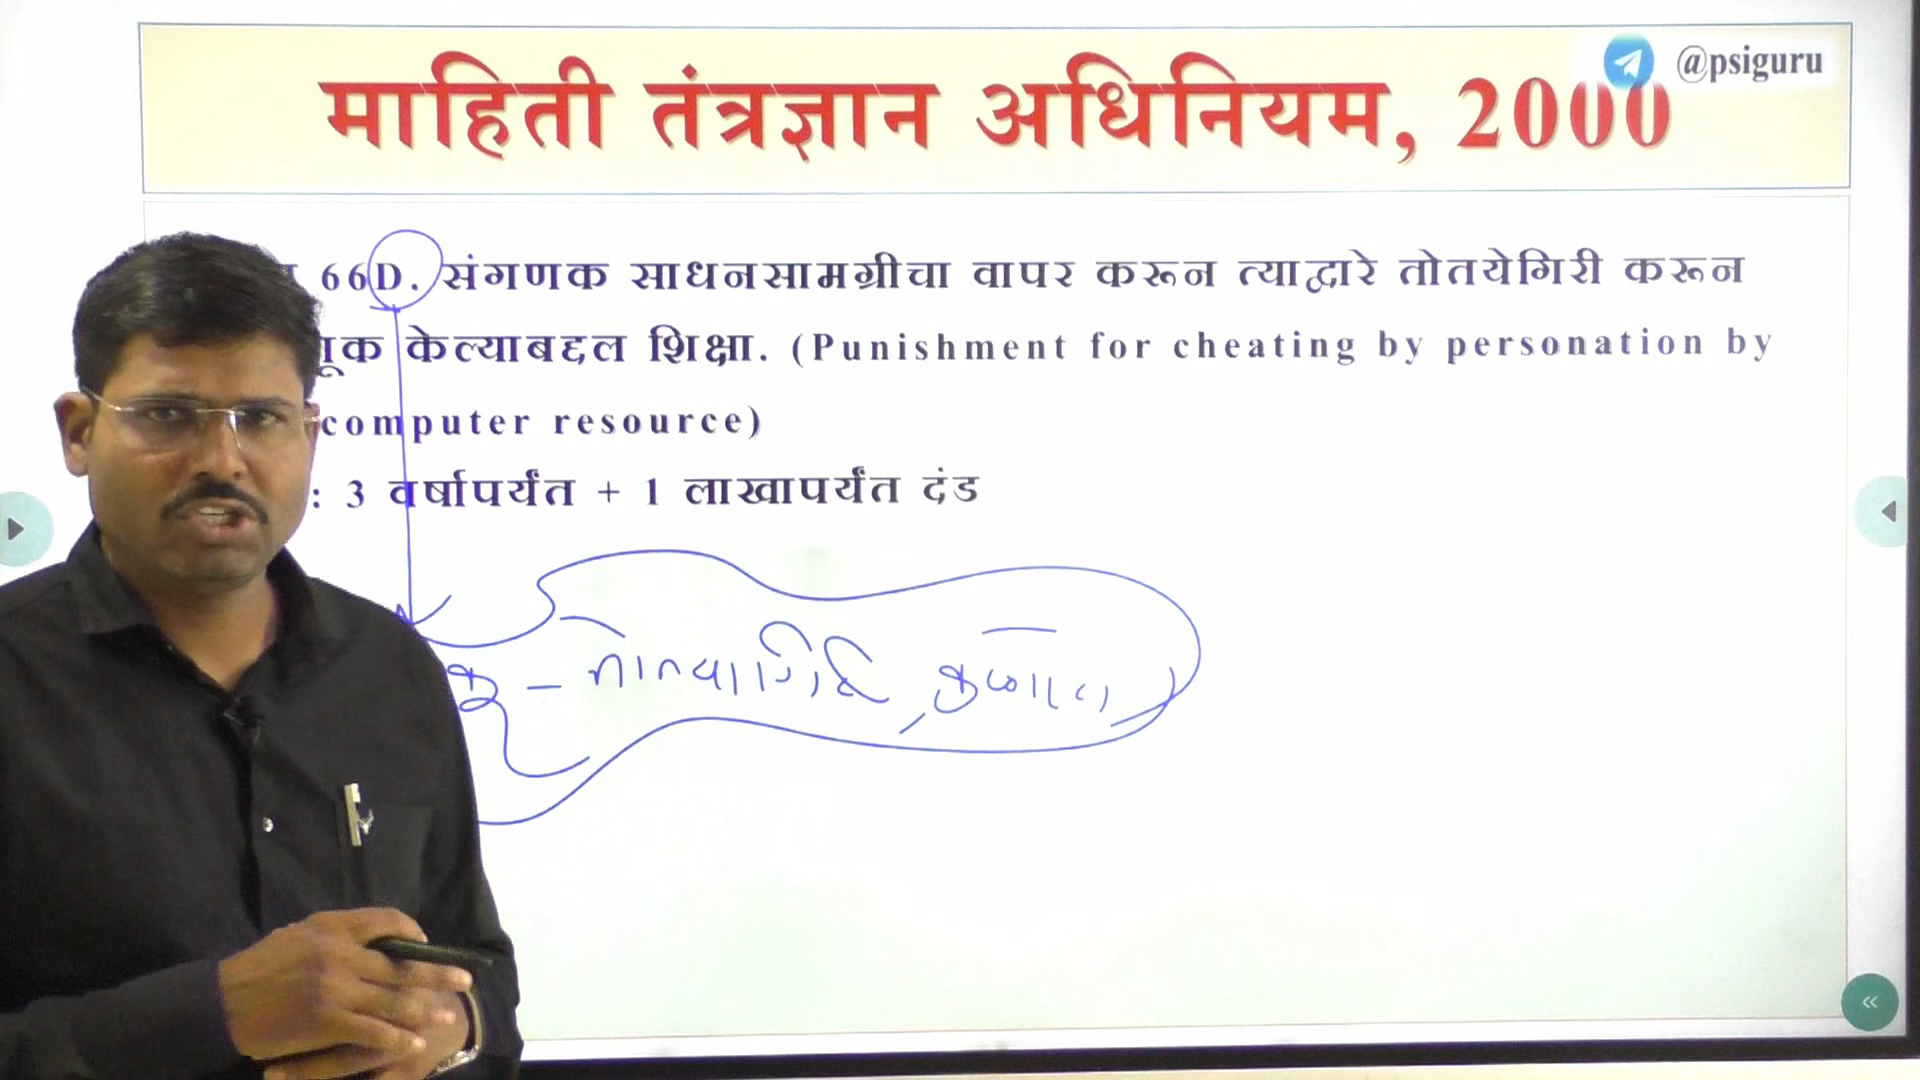 @psiguru
माहिती तंत्रज्ञान अधिनियम, 2000
66D. संगणक साधनसामग्रीचा वापर करून त्याद्वारे तोतयेगिरी करून
केल्याबद्दल शिक्षा. (Punishment for cheating by personation by
computer resource)
: 3 वर्षापर्यंत + 1 लाखापर्यंत दंड